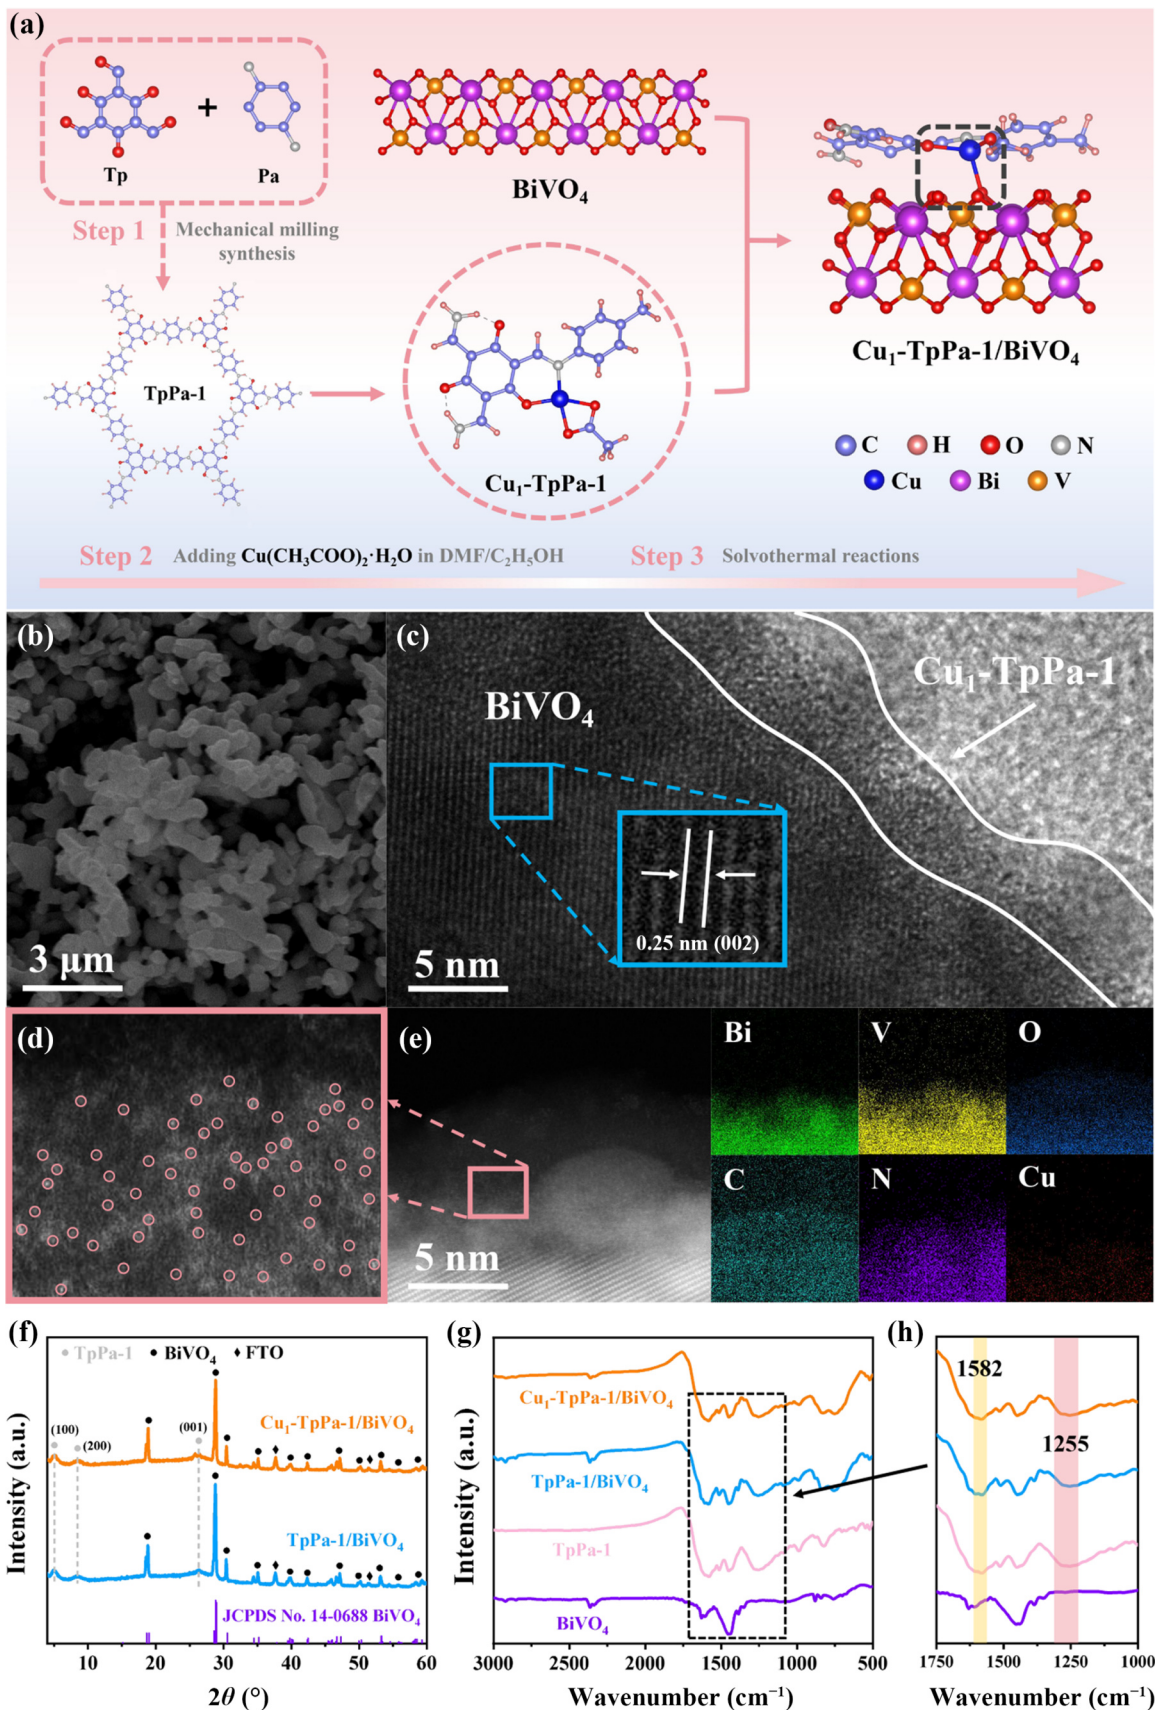 (a)
Tp
+
Pa
BiVO₄
Step 1
Mechanical milling
synthesis
TpPa-1
Cu₁-TpPa-1
Cu₁-TpPa-1/BiVO₄
C H O N
Cu Bi V
Step 2 Adding Cu(CH₃COO)₂·H₂O in DMF/C₂H₅OH Step 3 Solvothermal reactions
(b)
3 μm
(c)
BiVO₄
Cu₁-TpPa-1
0.25 nm (002)
5 nm
(d)
(e)
5 nm
Bi V O
C N Cu
(f)
TpPa-1 BiVO₄ FTO
(100)
(200)
(001)
Cu₁-TpPa-1/BiVO₄
TpPa-1/BiVO₄
JCPDS No. 14-0688 BiVO₄
Intensity (a.u.)
10 20 30 40 50 60
2θ (°)
(g)
Cu₁-TpPa-1/BiVO₄
TpPa-1/BiVO₄
TpPa-1
BiVO₄
Intensity (a.u.)
3000 2500 2000 1500 1000 500
Wavenumber (cm⁻¹)
(h)
1582
1255
1750 1500 1250 1000
Wavenumber (cm⁻¹)